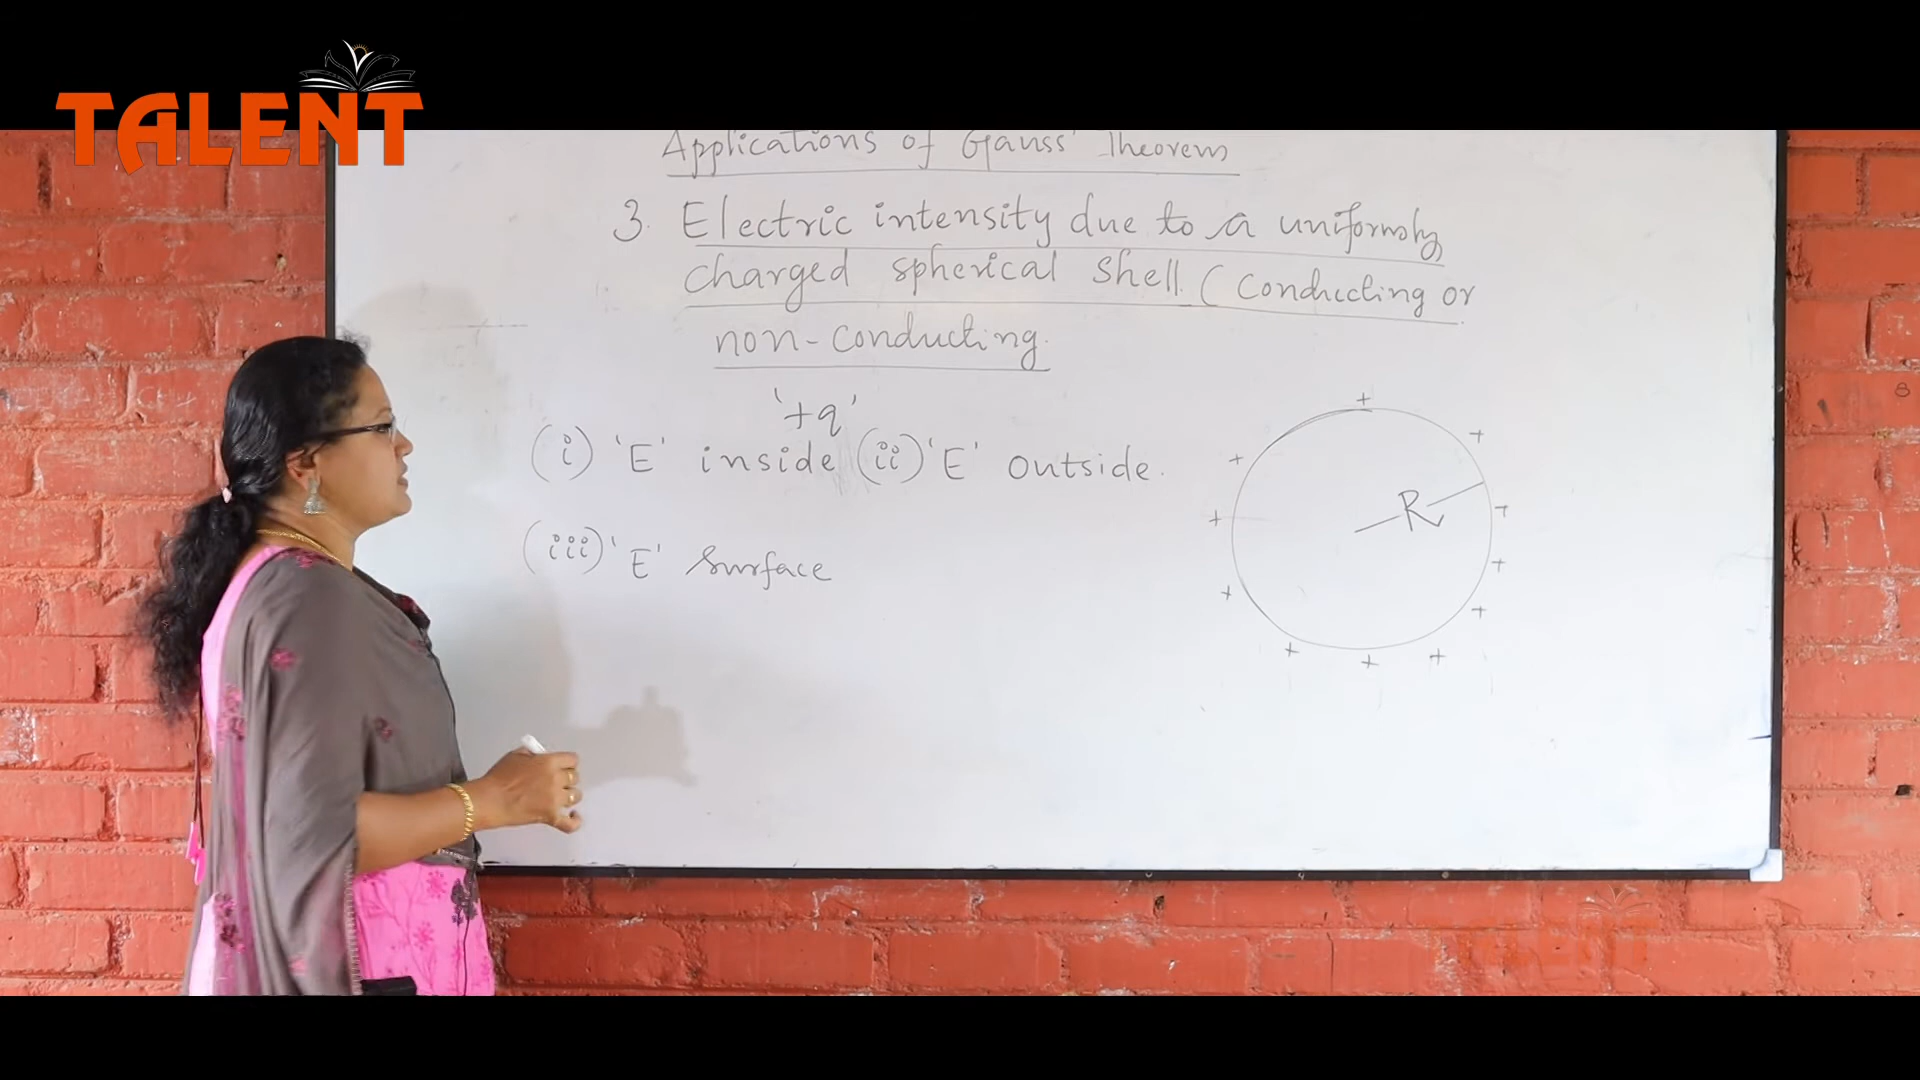 TALENT
Applications of Gauss' Theorem
3. Electric intensity due to a uniformly
charged spherical shell (Conducting or
non-conducting.
'+q'
(i) 'E' inside (ii) 'E' outside.
(iii) 'E' surface
+
+
+
R
+
+
+
+
+
+
+
+
TALENT